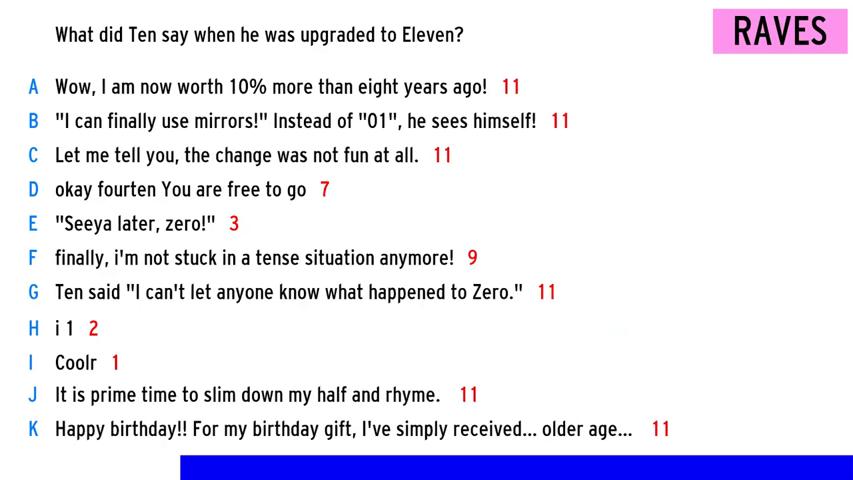 What did Ten say when he was upgraded to Eleven?
RAVES
A Wow, I am now worth 10% more than eight years ago! 11
B "I can finally use mirrors!" Instead of "01", he sees himself! 11
C Let me tell you, the change was not fun at all. 11
D okay fourten You are free to go 7
E "Seeya later, zero!" 3
F finally, i'm not stuck in a tense situation anymore! 9
G Ten said "I can't let anyone know what happened to Zero." 11
H i 1 2
I Coolr 1
J It is prime time to slim down my half and rhyme. 11
K Happy birthday!! For my birthday gift, I've simply received... older age... 11